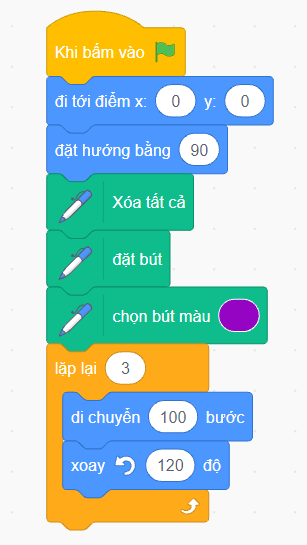 Khi bấm vào
đi tới điểm x: 0 y: 0
đặt hướng bằng 90
Xóa tất cả
đặt bút
chọn bút màu
lặp lại 3
di chuyển 100 bước
xoay 120 độ